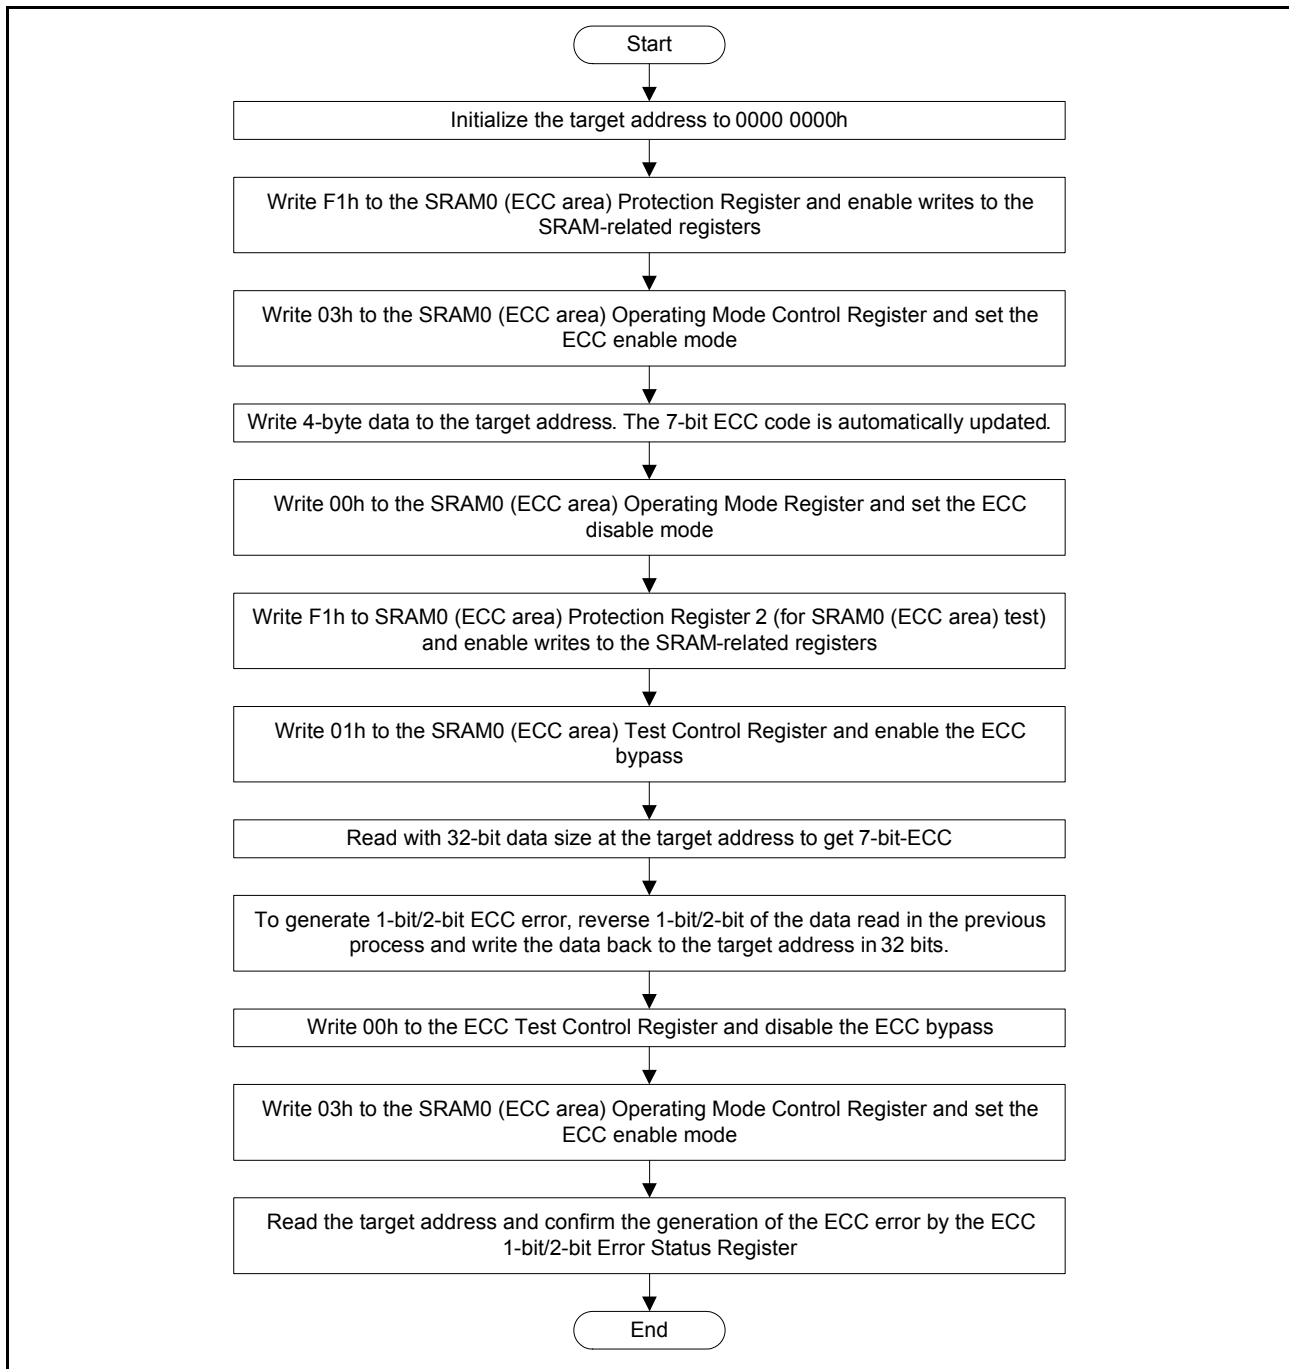 Start
Initialize the target address to 0000 0000h
Write F1h to the SRAM0 (ECC area) Protection Register and enable writes to the
SRAM-related registers
Write 03h to the SRAM0 (ECC area) Operating Mode Control Register and set the
ECC enable mode
Write 4-byte data to the target address. The 7-bit ECC code is automatically updated.
Write 00h to the SRAM0 (ECC area) Operating Mode Register and set the ECC
disable mode
Write F1h to SRAM0 (ECC area) Protection Register 2 (for SRAM0 (ECC area) test)
and enable writes to the SRAM-related registers
Write 01h to the SRAM0 (ECC area) Test Control Register and enable the ECC
bypass
Read with 32-bit data size at the target address to get 7-bit-ECC
To generate 1-bit/2-bit ECC error, reverse 1-bit/2-bit of the data read in the previous
process and write the data back to the target address in 32 bits.
Write 00h to the ECC Test Control Register and disable the ECC bypass
Write 03h to the SRAM0 (ECC area) Operating Mode Control Register and set the
ECC enable mode
Read the target address and confirm the generation of the ECC error by the ECC
1-bit/2-bit Error Status Register
End